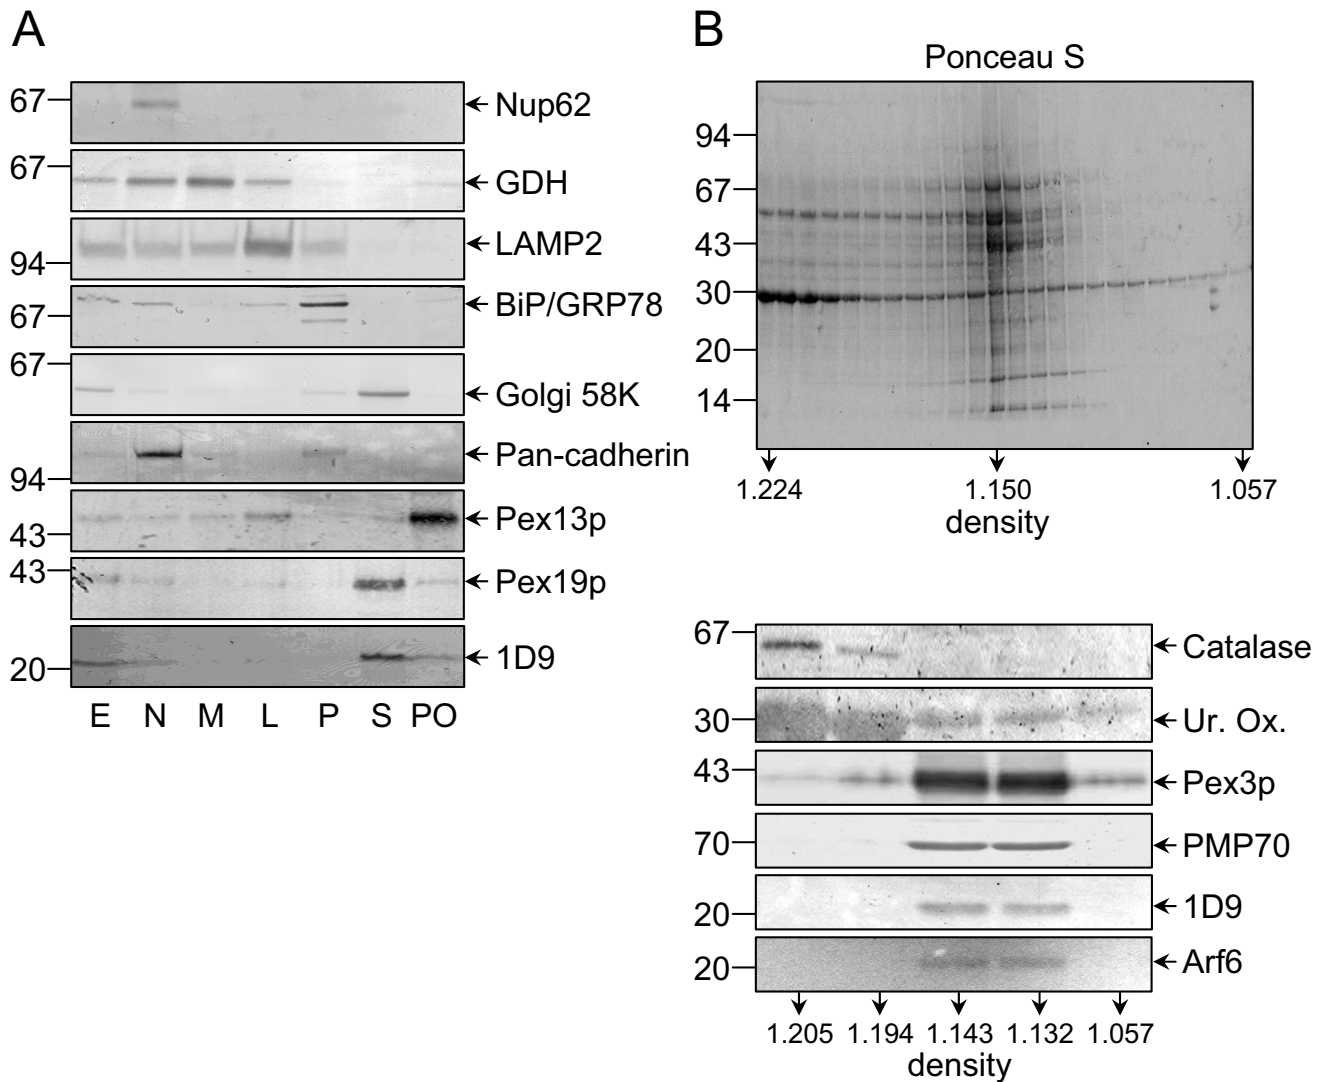 A
67
Nup62
67
GDH
94
LAMP2
67
BiP/GRP78
67
Golgi 58K
94
Pan-cadherin
43
Pex13p
43
Pex19p
20
1D9
E N M L P S PO
B
Ponceau S
94
67
43
30
20
14
1.224 1.150 1.057
density
67
Catalase
30
Ur. Ox.
43
Pex3p
70
PMP70
20
1D9
20
Arf6
1.205 1.194 1.143 1.132 1.057
density